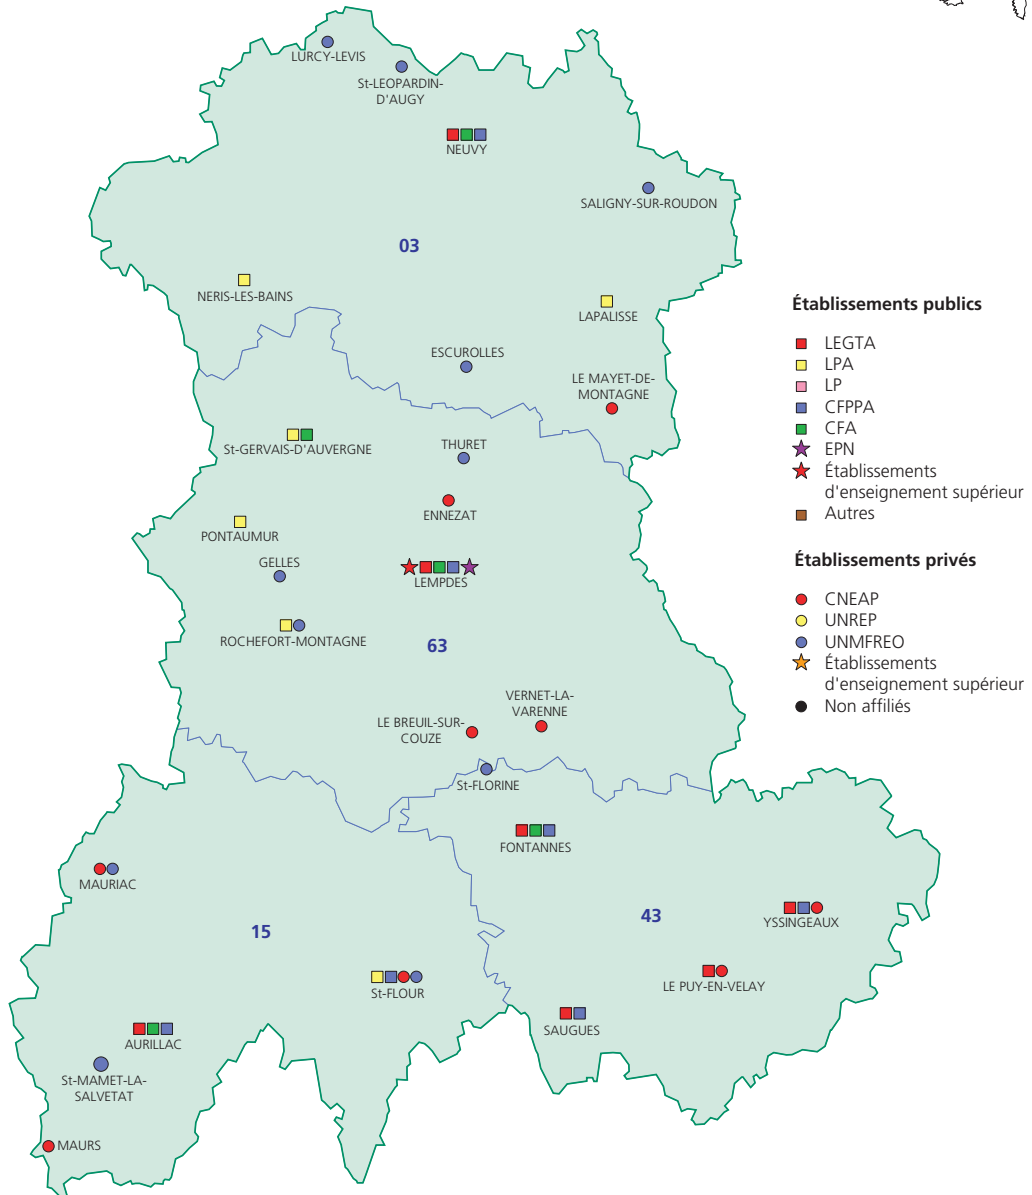 LURCY-LEVIS
St-LEOPARDIN-
D'AUGY
NEUVY
SALIGNY-SUR-ROUDON
03
NERIS-LES-BAINS
LAPALISSE
ESCUROLLES
LE MAYET-DE-
MONTAGNE
St-GERVAIS-D'AUVERGNE
THURET
ENNEZAT
PONTAUMUR
GELLES
LEMPDES
ROCHEFORT-MONTAGNE
63
VERNET-LA-
VARENNE
LE BREUIL-SUR-
COUZE
St-FLORINE
FONTANNES
MAURIAC
15
43
YSSINGEAUX
St-FLOUR
LE PUY-EN-VELAY
SAUGUES
AURILLAC
St-MAMET-LA-
SALVETAT
MAURS
Établissements publics
LEGTA
LPA
LP
CFPPA
CFA
EPN
Établissements
d'enseignement supérieur
Autres
Établissements privés
CNEAP
UNREP
UNMFREO
Établissements
d'enseignement supérieur
Non affiliés